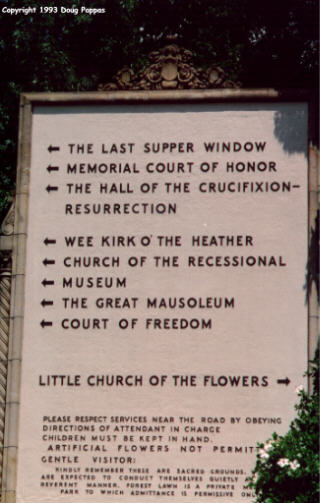 Copyright 1993 Doug Pappas
← THE LAST SUPPER WINDOW
← MEMORIAL COURT OF HONOR
← THE HALL OF THE CRUCIFIXION-
RESURRECTION
← WEE KIRK O' THE HEATHER
← CHURCH OF THE RECESSIONAL
← MUSEUM
← THE GREAT MAUSOLEUM
← COURT OF FREEDOM
LITTLE CHURCH OF THE FLOWERS →
PLEASE RESPECT SERVICES NEAR THE ROAD BY OBEYING
DIRECTIONS OF ATTENDANT IN CHARGE
CHILDREN MUST BE KEPT IN HAND.
ARTIFICIAL FLOWERS NOT PERMIT
GENTLE VISITOR:
KINDLY REMEMBER THESE ARE SACRED GROUNDS.
ARE EXPECTED TO CONDUCT THEMSELVES QUIETLY A
REVERENT MANNER. FOREST LAWN IS A PRIVATE ME
PARK TO WHICH ADMITTANCE IS PERMISSIVE ONL